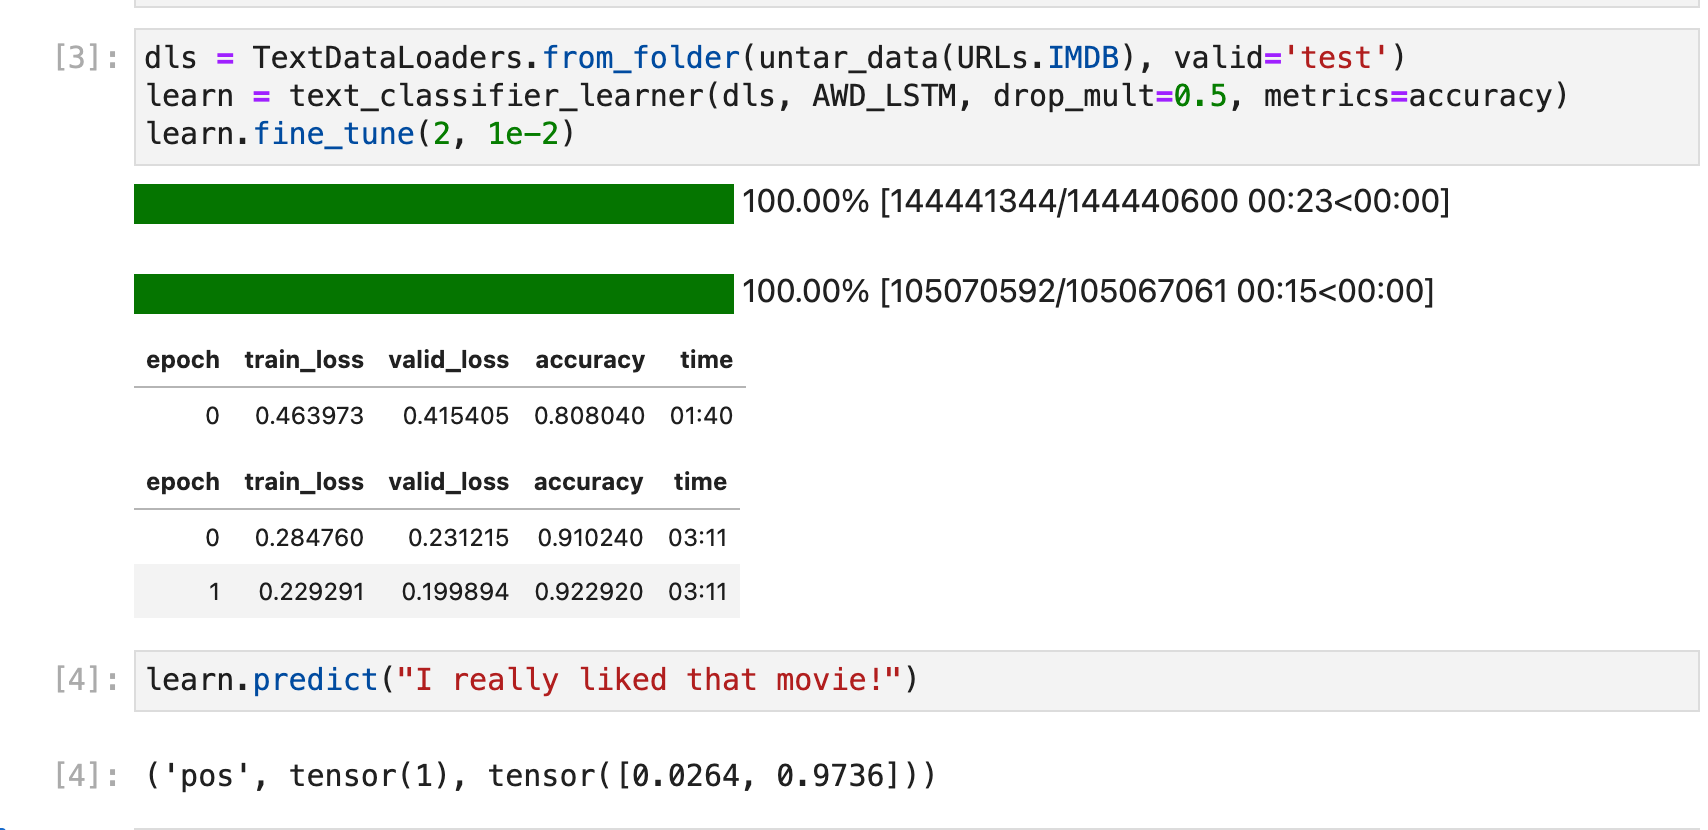 [3]: dls = TextDataLoaders.from_folder(untar_data(URLs.IMDB), valid='test')
learn = text_classifier_learner(dls, AWD_LSTM, drop_mult=0.5, metrics=accuracy)
learn.fine_tune(2, 1e-2)
100.00% [144441344/144440600 00:23<00:00]
100.00% [105070592/105067061 00:15<00:00]
epoch train_loss valid_loss accuracy time
0 0.463973 0.415405 0.808040 01:40
epoch train_loss valid_loss accuracy time
0 0.284760 0.231215 0.910240 03:11
1 0.229291 0.199894 0.922920 03:11
[4]: learn.predict("I really liked that movie!")
[4]: ('pos', tensor(1), tensor([0.0264, 0.9736]))